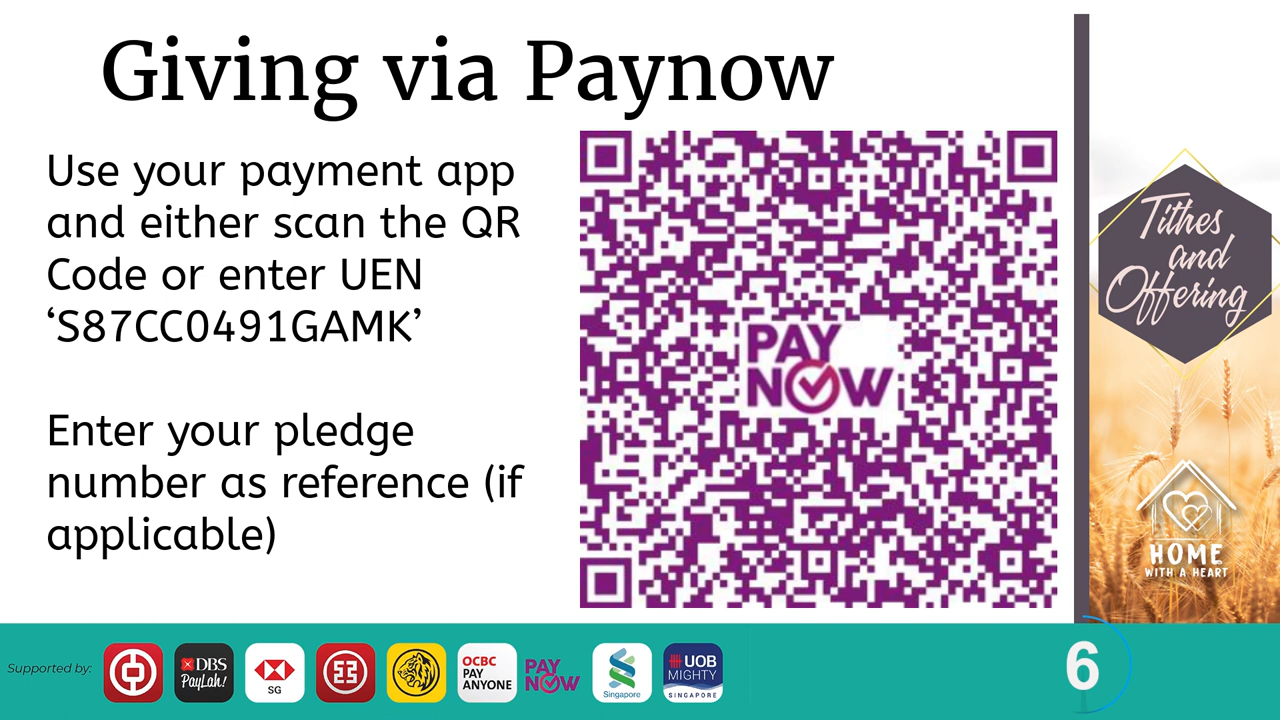 Giving via Paynow
Use your payment app
and either scan the QR
Code or enter UEN
‘S87CC0491GAMK’
Enter your pledge
number as reference (if
applicable)
PAY
NOW
Tithes
and
Offering
HOME
WITH A HEART
Supported by:
DBS
PayLah!
SG
OCBC
PAY
ANYONE
PAY
NOW
Singapore
UOB
MIGHTY
SINGAPORE
6